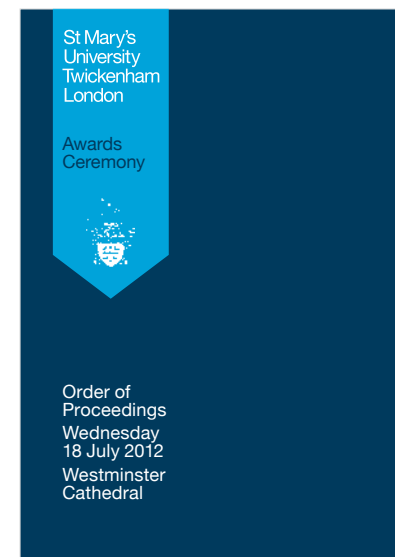 St Mary's
University
Twickenham
London
Awards
Ceremony
Order of
Proceedings
Wednesday
18 July 2012
Westminster
Cathedral